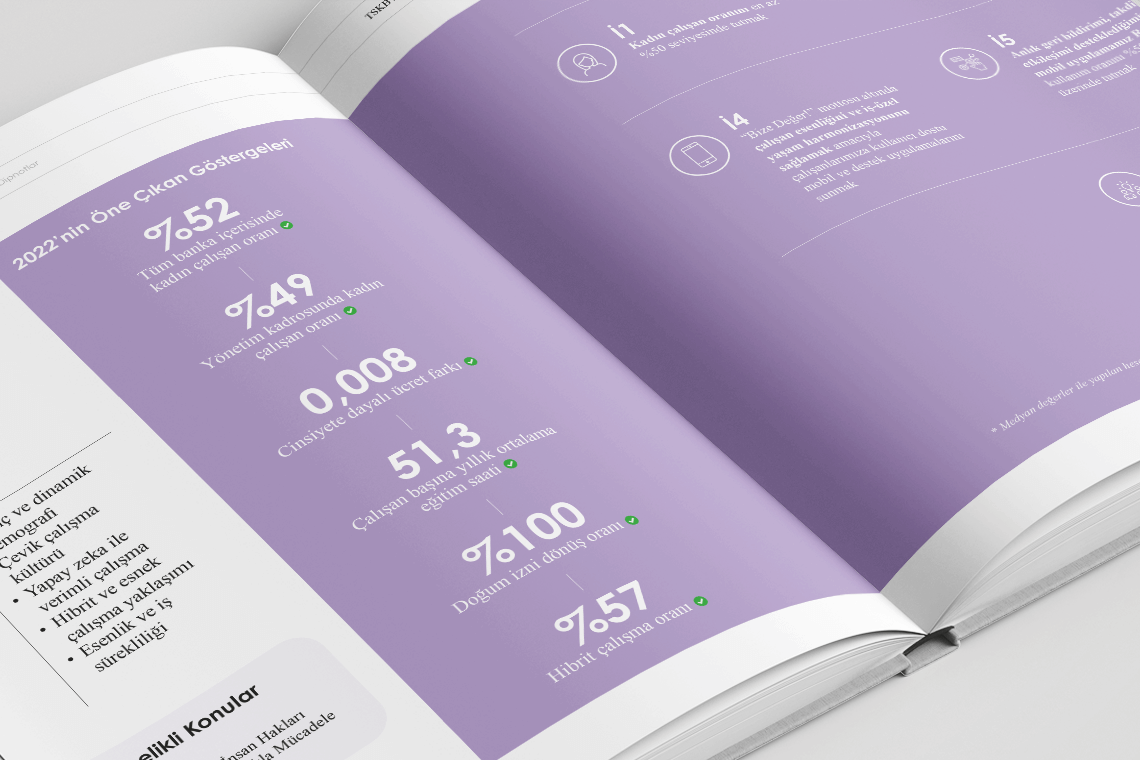 Dipnotlar
2022'nin Öne Çıkan Göstergeleri
%52
Tüm banka içerisinde
kadın çalışan oranı
%49
Yönetim kadrosunda kadın
çalışan oranı
0,008
Cinsiyete dayalı ücret farkı
51,3
Çalışan başına yıllık ortalama
eğitim saati
%100
Doğum izni dönüş oranı
%57
Hibrit çalışma oranı
ve dinamik
Çevik çalışma
kültürü
• Yapay zeka ile
verimli çalışma
• Hibrit ve esnek
çalışma yaklaşımı
• Esenlik ve iş
sürekliliği
Konular
İnsan Hakları
Mücadele
TSKB
İ1
Kadın çalışan oranını en az
%50 seviyesinde tutmak
İ4
“Bize Değer!” mottosu altında
çalışan esenliğini ve iş-özel
yaşam harmonizasyonunu
sağlamak amacıyla
çalışanlarımıza kullanıcı dostu
mobil ve destek uygulamalarını
sunmak
İ5
Anlık geri bildirimi, takdir
etkileşimi desteklediğimiz
mobil uygulamamız
kullanım oranını
üzerinde tutmak
* Medyan değerler ile yapılan